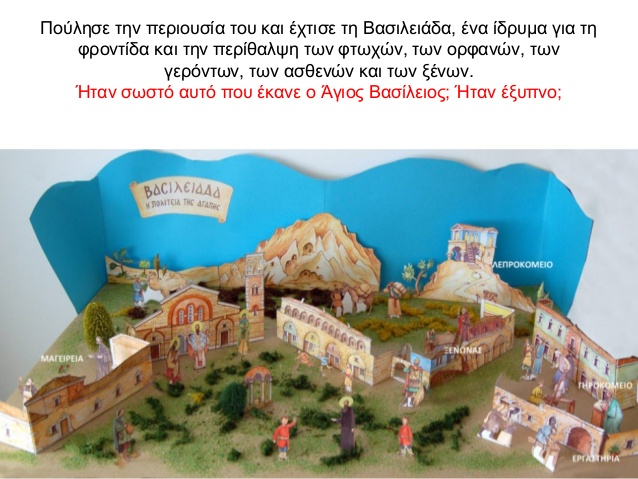 Πούλησε την περιουσία του και έχτισε τη Βασιλειάδα, ένα ίδρυμα για τη
φροντίδα και την περίθαλψη των φτωχών, των ορφανών, των
γερόντων, των ασθενών και των ξένων.
Ήταν σωστό αυτό που έκανε ο Άγιος Βασίλειος; Ήταν έξυπνο;
ΒΑΣΙΛΕΙΑΔΑ
Η ΠΟΛΙΤΕΙΑ ΤΗΣ ΑΓΑΠΗΣ
ΛΕΠΡΟΚΟΜΕΙΟ
ΜΑΓΕΙΡΕΙΑ
ΞΕΝΩΝΑΣ
ΓΗΡΟΚΟΜΕΙΟ
ΕΡΓΑΣΤΗΡΙΑ